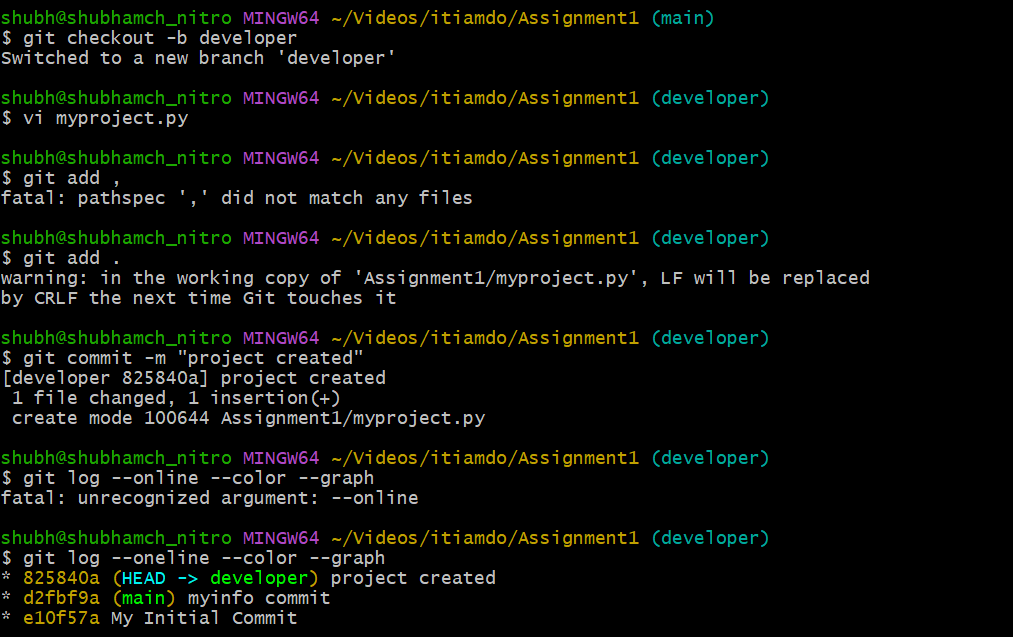 shubh@shubhamch_nitro MINGW64 ~/Videos/itiamdo/Assignment1 (main)
$ git checkout -b developer
Switched to a new branch 'developer'
shubh@shubhamch_nitro MINGW64 ~/Videos/itiamdo/Assignment1 (developer)
$ vi myproject.py
shubh@shubhamch_nitro MINGW64 ~/Videos/itiamdo/Assignment1 (developer)
$ git add ,
fatal: pathspec ',' did not match any files
shubh@shubhamch_nitro MINGW64 ~/Videos/itiamdo/Assignment1 (developer)
$ git add .
warning: in the working copy of 'Assignment1/myproject.py', LF will be replaced
by CRLF the next time Git touches it
shubh@shubhamch_nitro MINGW64 ~/Videos/itiamdo/Assignment1 (developer)
$ git commit -m "project created"
[developer 825840a] project created
 1 file changed, 1 insertion(+)
 create mode 100644 Assignment1/myproject.py
shubh@shubhamch_nitro MINGW64 ~/Videos/itiamdo/Assignment1 (developer)
$ git log --online --color --graph
fatal: unrecognized argument: --online
shubh@shubhamch_nitro MINGW64 ~/Videos/itiamdo/Assignment1 (developer)
$ git log --oneline --color --graph
* 825840a (HEAD -> developer) project created
* d2fbf9a (main) myinfo commit
* e10f57a My Initial Commit